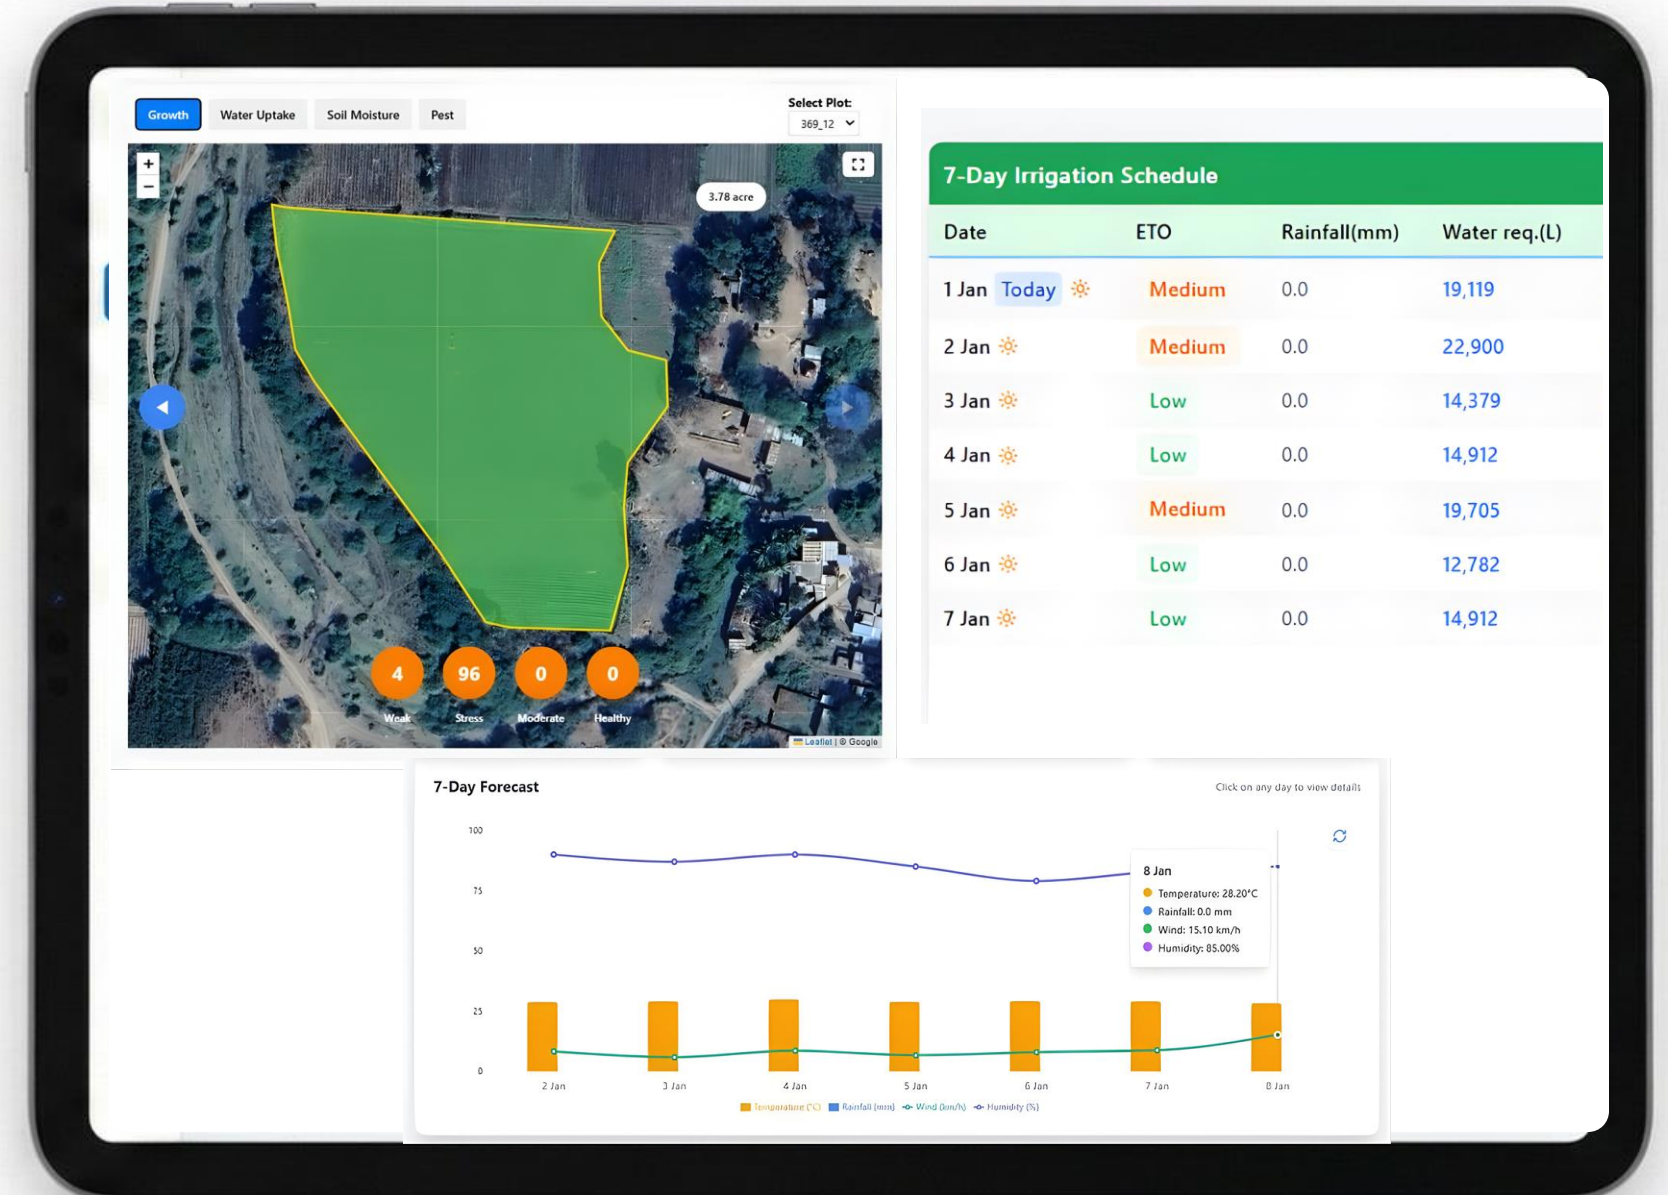 Growth Water Uptake Soil Moisture Pest
Select Plot:
369_12
+
−
3.78 acre
4 96 0 0
Weak Stress Moderate Healthy
Leaflet | © Google
7-Day Irrigation Schedule
Date ETO Rainfall(mm) Water req.(L)
1 Jan Today Medium 0.0 19,119
2 Jan Medium 0.0 22,900
3 Jan Low 0.0 14,379
4 Jan Low 0.0 14,912
5 Jan Medium 0.0 19,705
6 Jan Low 0.0 12,782
7 Jan Low 0.0 14,912
7-Day Forecast
Click on any day to view details
100
75
50
25
0
8 Jan
Temperature: 28.20°C
Rainfall: 0.0 mm
Wind: 15.10 km/h
Humidity: 85.00%
2 Jan 3 Jan 4 Jan 5 Jan 6 Jan 7 Jan 8 Jan
Temperature (°C) Rainfall (mm) Wind (km/h) Humidity (%)